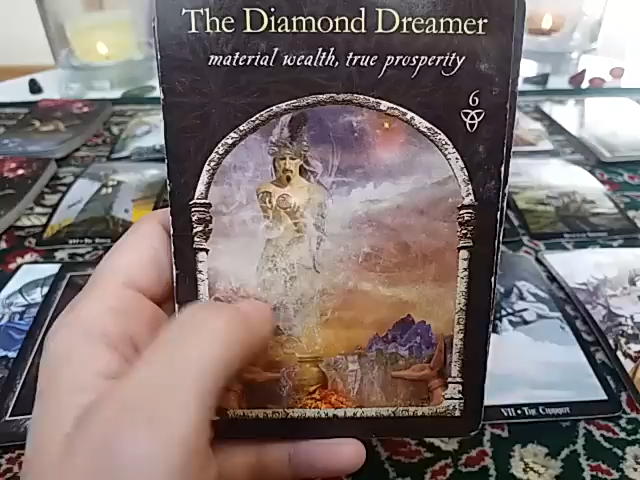 The Diamond Dreamer
material wealth, true prosperity
6
VII • The Chariot